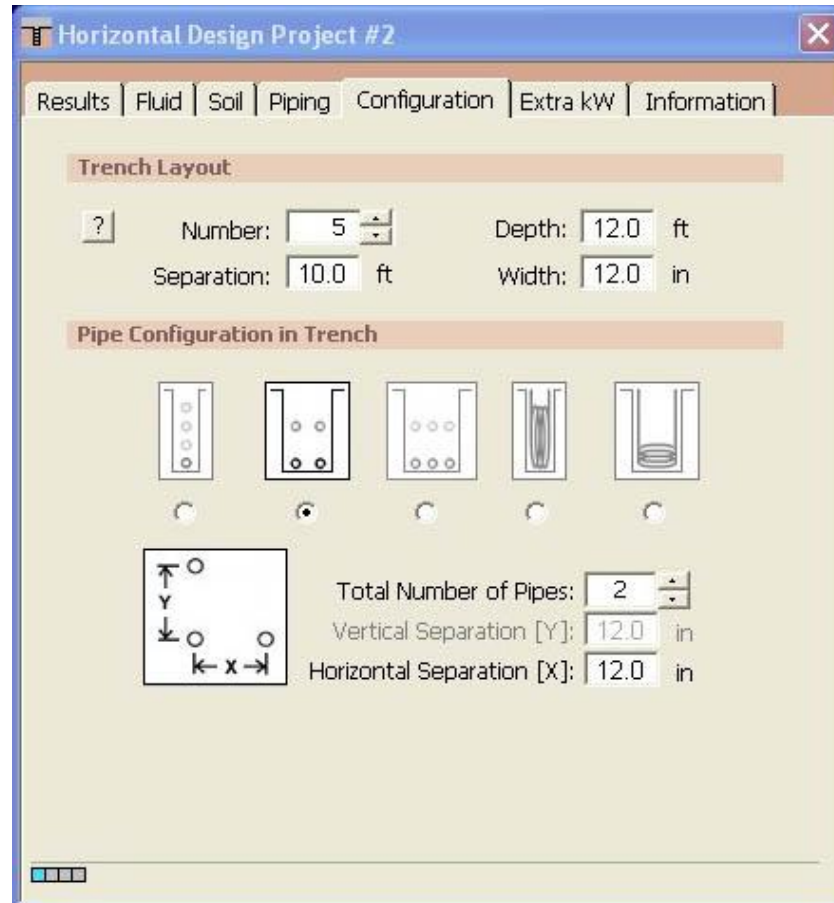 Horizontal Design Project #2
Results Fluid Soil Piping Configuration Extra kW Information
Trench Layout
? Number: 5 Depth: 12.0 ft
Separation: 10.0 ft Width: 12.0 in
Pipe Configuration in Trench
Total Number of Pipes: 2
Y
Vertical Separation [Y]: 12.0 in
X
Horizontal Separation [X]: 12.0 in